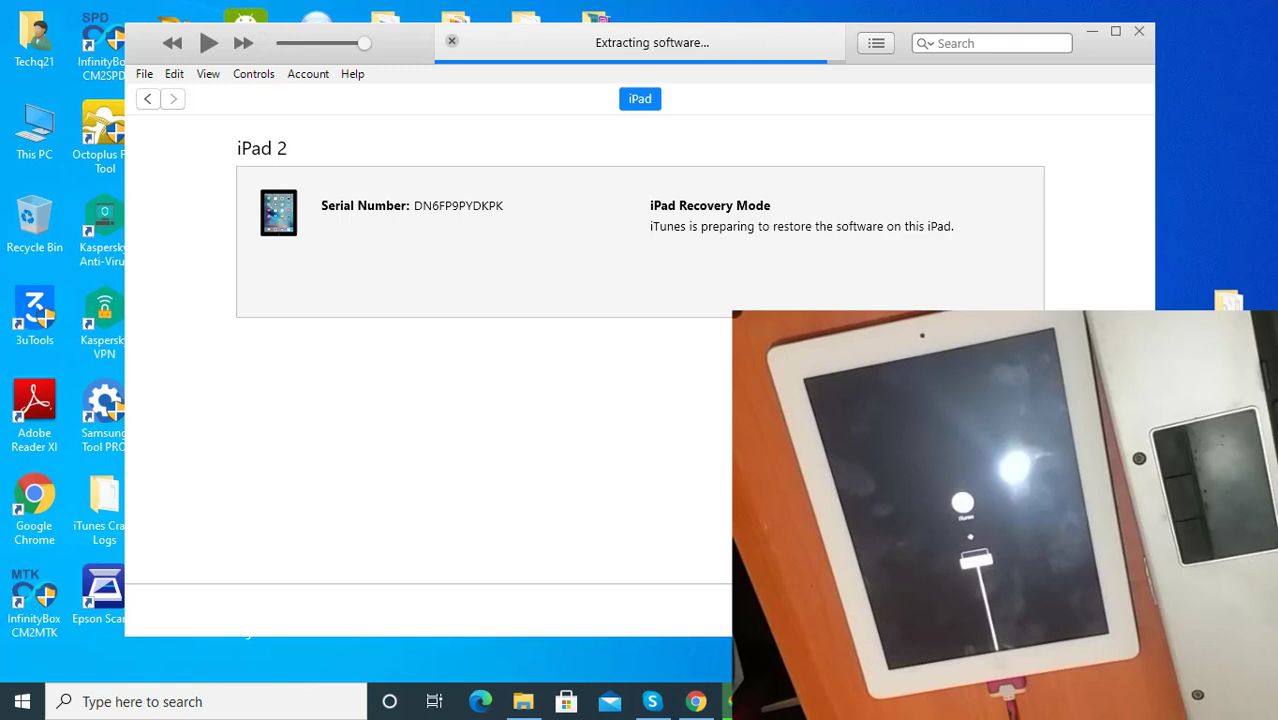 Techq21
SPD
InfinityBox
CM2SPD
This PC
Octoplus F
Tool
Recycle Bin
Kaspersky
Anti-Viru
3uTools
Kaspersky
VPN
Adobe
Reader XI
Samsung
Tool PRO
Google
Chrome
iTunes Cra
Logs
MTK
InfinityBox
CM2MTK
Epson Scan
Extracting software...
Search
File Edit View Controls Account Help
iPad
iPad 2
Serial Number: DN6FP9PYDKPK
iPad Recovery Mode
iTunes is preparing to restore the software on this iPad.
iTunes
Type here to search